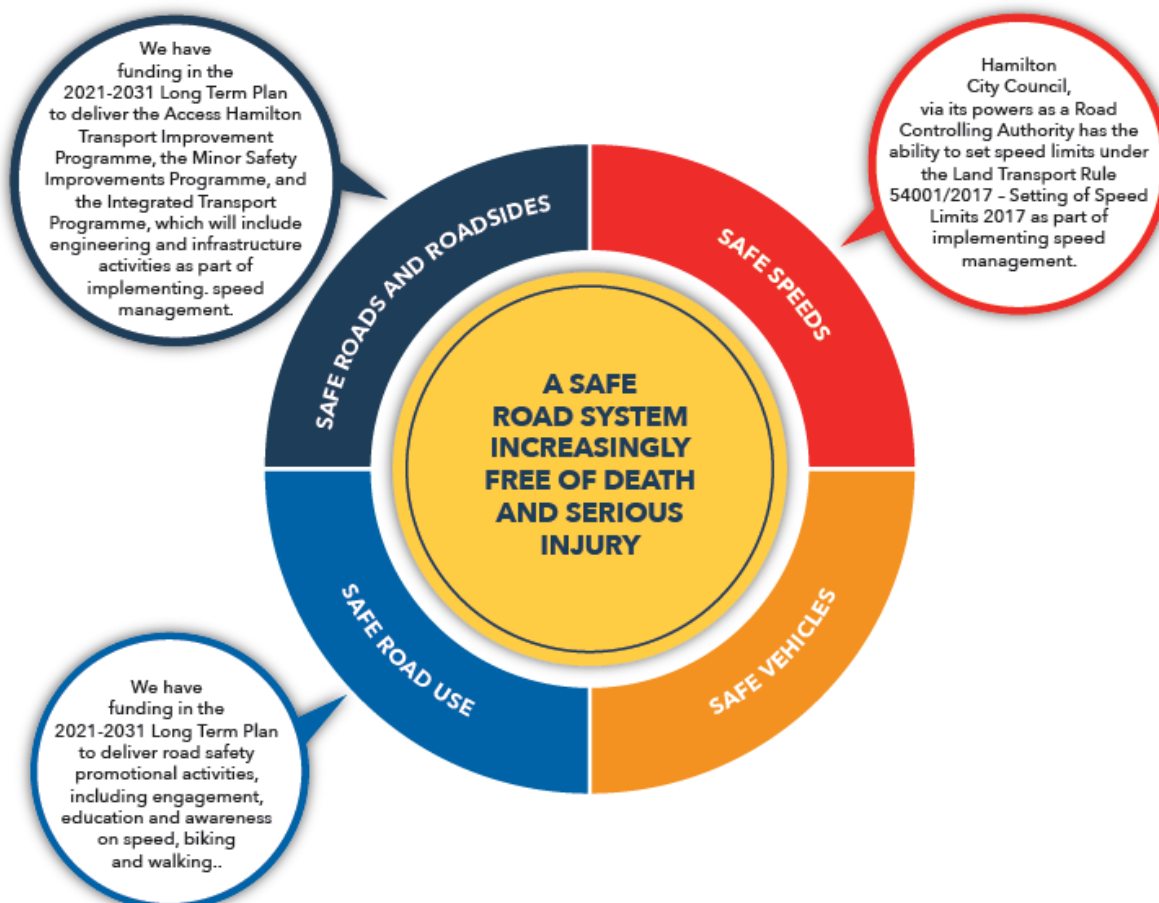 We have
funding in the
2021-2031 Long Term Plan
to deliver the Access Hamilton
Transport Improvement
Programme, the Minor Safety
Improvements Programme, and
the Integrated Transport
Programme, which will include
engineering and infrastructure
activities as part of
implementing. speed
management.
Hamilton
City Council,
via its powers as a Road
Controlling Authority has the
ability to set speed limits under
the Land Transport Rule
54001/2017 – Setting of Speed
Limits 2017 as part of
implementing speed
management.
SAFE ROADS AND ROADSIDES
SAFE SPEEDS
A SAFE
ROAD SYSTEM
INCREASINGLY
FREE OF DEATH
AND SERIOUS
INJURY
SAFE ROAD USE
SAFE VEHICLES
We have
funding in the
2021-2031 Long Term Plan
to deliver road safety
promotional activities,
including engagement,
education and awareness
on speed, biking
and walking..